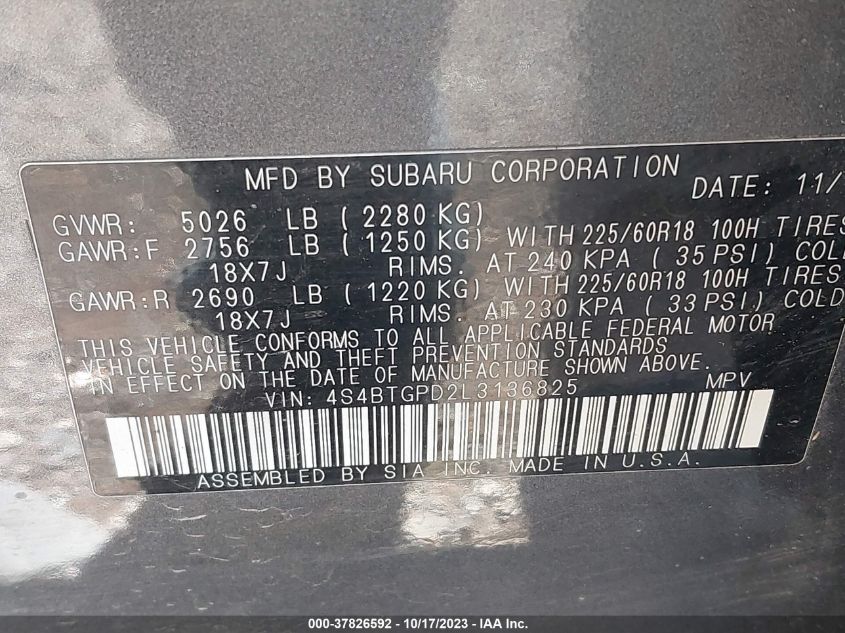 MFD BY SUBARU CORPORATION DATE: 11/
GVWR: 5026 LB ( 2280 KG)
GAWR:F 2756 LB ( 1250 KG) WITH 225/60R18 100H TIRES
18X7J RIMS. AT 240 KPA ( 35 PSI) COL
GAWR:R 2690 LB ( 1220 KG) WITH 225/60R18 100H TIRES
18X7J RIMS. AT 230 KPA ( 33 PSI) COLD
THIS VEHICLE CONFORMS TO ALL APPLICABLE FEDERAL MOTOR
VEHICLE SAFETY AND THEFT PREVENTION STANDARDS
IN EFFECT ON THE DATE OF MANUFACTURE SHOWN ABOVE.
VIN: 4S4BTGPD2L3136825 MPV
ASSEMBLED BY SIA INC. MADE IN U.S.A.
000-37826592 - 10/17/2023 - IAA Inc.